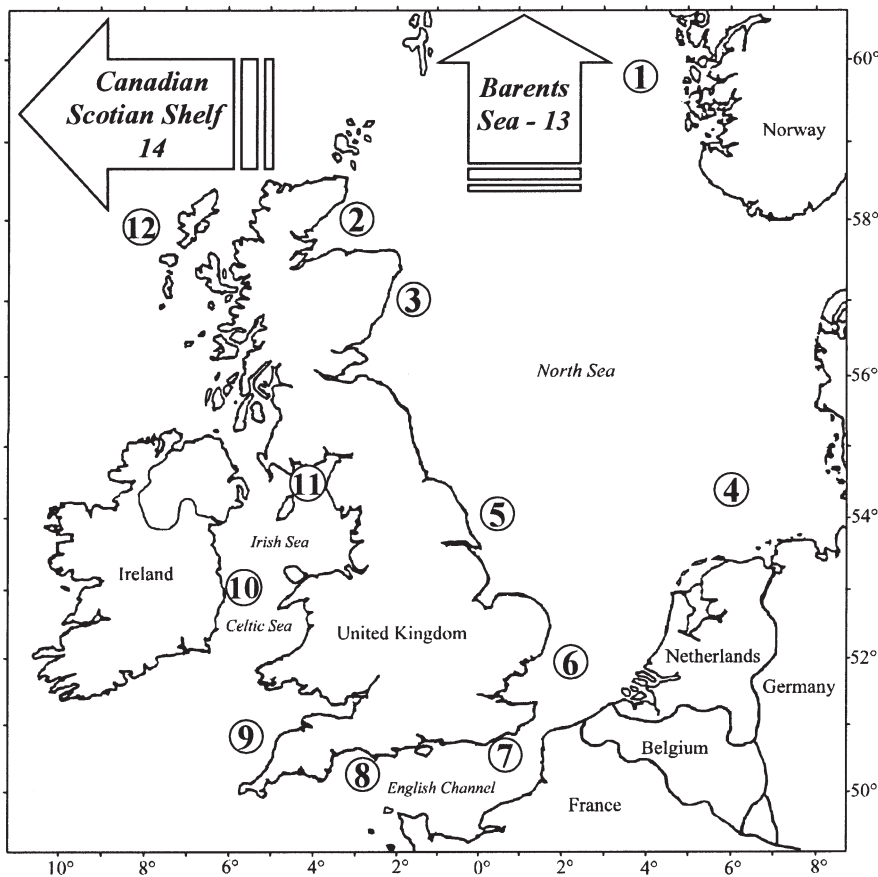 Canadian
Scotian Shelf
14
Barents
Sea - 13
1
Norway
60°
12
2
58°
3
North Sea
56°
11
4
5
54°
Irish Sea
Ireland
10
Celtic Sea
United Kingdom
6
Netherlands
52°
Germany
9
7
Belgium
8
English Channel
France
50°
10° 8° 6° 4° 2° 0° 2° 4° 6° 8°